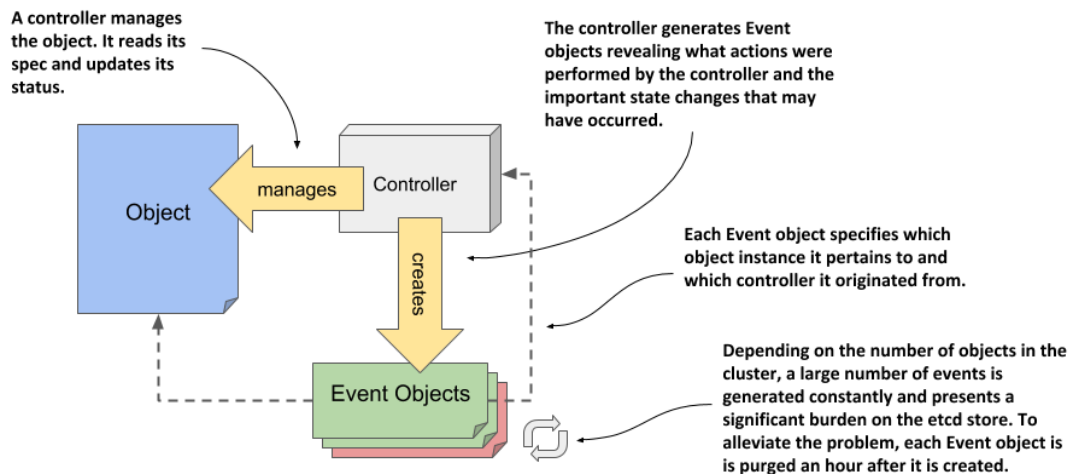 A controller manages
the object. It reads its
spec and updates its
status.
The controller generates Event
objects revealing what actions were
performed by the controller and the
important state changes that may
have occurred.
Object
manages
Controller
creates
Each Event object specifies which
object instance it pertains to and
which controller it originated from.
Event Objects
Depending on the number of objects in the
cluster, a large number of events is
generated constantly and presents a
significant burden on the etcd store. To
alleviate the problem, each Event object is
is purged an hour after it is created.